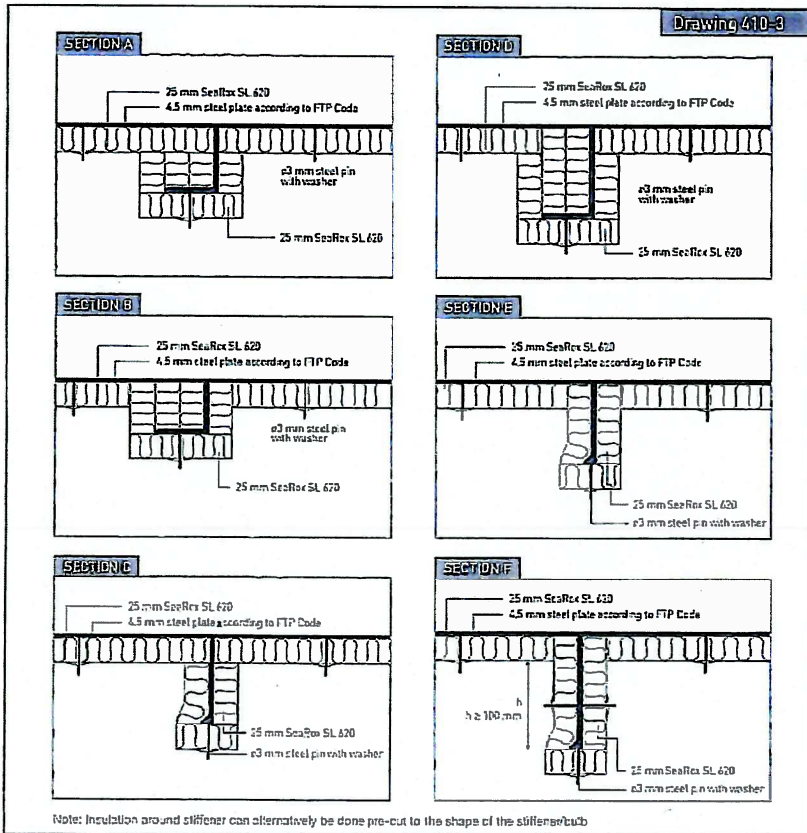 Drawing 410-3
SECTION A
25 mm SeaRox SL 620
4.5 mm steel plate according to FTP Code
ø3 mm steel pin
with washer
25 mm SeaRox SL 620
SECTION D
25 mm SeaRox SL 620
4.5 mm steel plate according to FTP Code
ø3 mm steel pin
with washer
25 mm SeaRox SL 620
SECTION B
25 mm SeaRox SL 620
4.5 mm steel plate according to FTP Code
ø3 mm steel pin
with washer
25 mm SeaRox SL 620
SECTION E
25 mm SeaRox SL 620
4.5 mm steel plate according to FTP Code
25 mm SeaRox SL 620
ø3 mm steel pin with washer
SECTION C
25 mm SeaRox SL 620
4.5 mm steel plate according to FTP Code
25 mm SeaRox SL 620
ø3 mm steel pin with washer
SECTION F
25 mm SeaRox SL 620
4.5 mm steel plate according to FTP Code
h
h ≥ 100 mm
25 mm SeaRox SL 620
ø3 mm steel pin with washer
Note: Insulation around stiffener can alternatively be done pre-cut to the shape of the stiffener/bulb